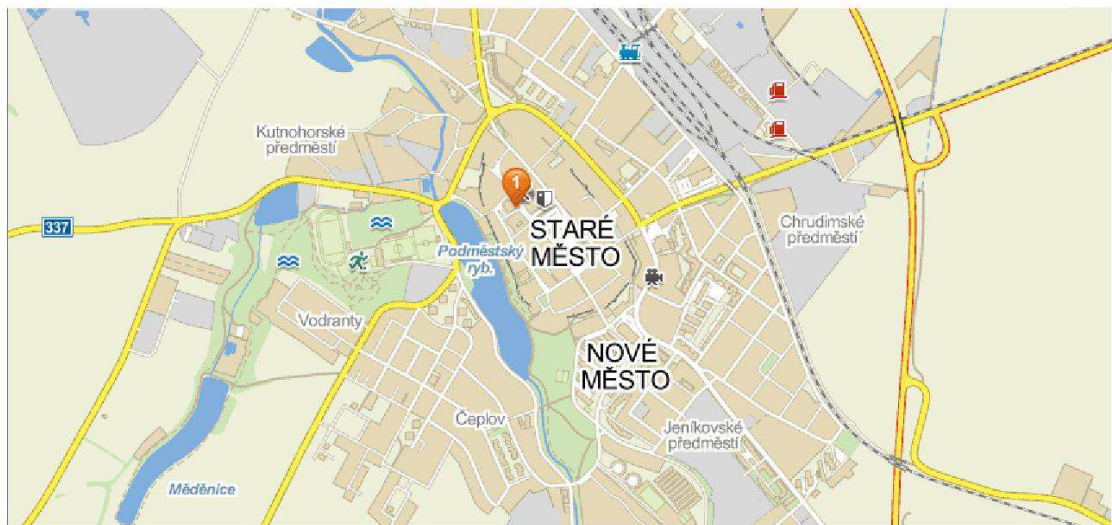 Kutnohorské
předměstí
1
337
STARÉ
MĚSTO
Podměstský
ryb.
Chrudimské
předměstí
Vodranty
NOVÉ
MĚSTO
Čeplov
Jeníkovské
předměstí
Měděnice